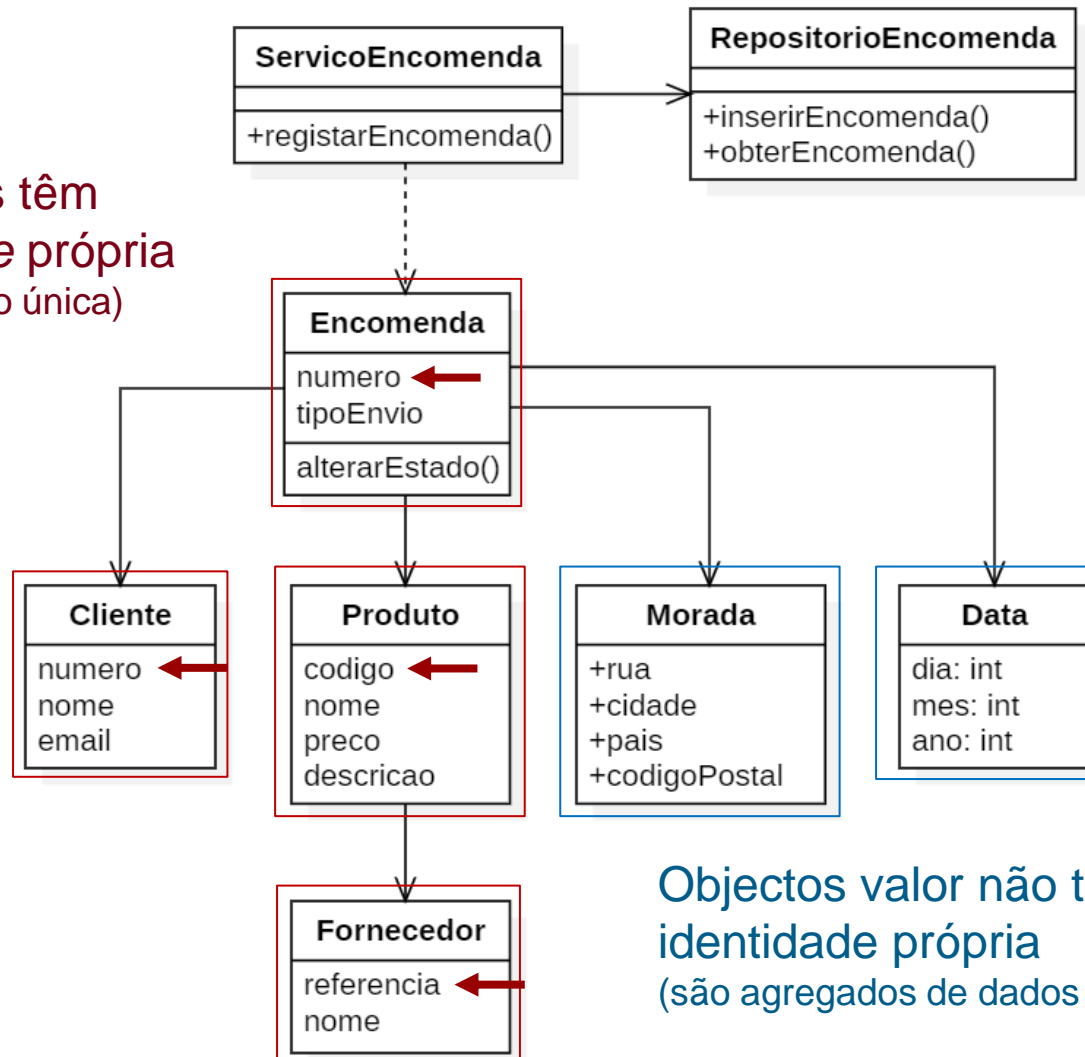 ServicoEncomenda
+registarEncomenda()
RepositorioEncomenda
+inserirEncomenda()
+obterEncomenda()
s têm
e própria
o única)
Encomenda
numero
tipoEnvio
alterarEstado()
Cliente
numero
nome
email
Produto
codigo
nome
preco
descricao
Morada
+rua
+cidade
+pais
+codigoPostal
Data
dia: int
mes: int
ano: int
Fornecedor
referencia
nome
Objectos valor não t
identidade própria
(são agregados de dados